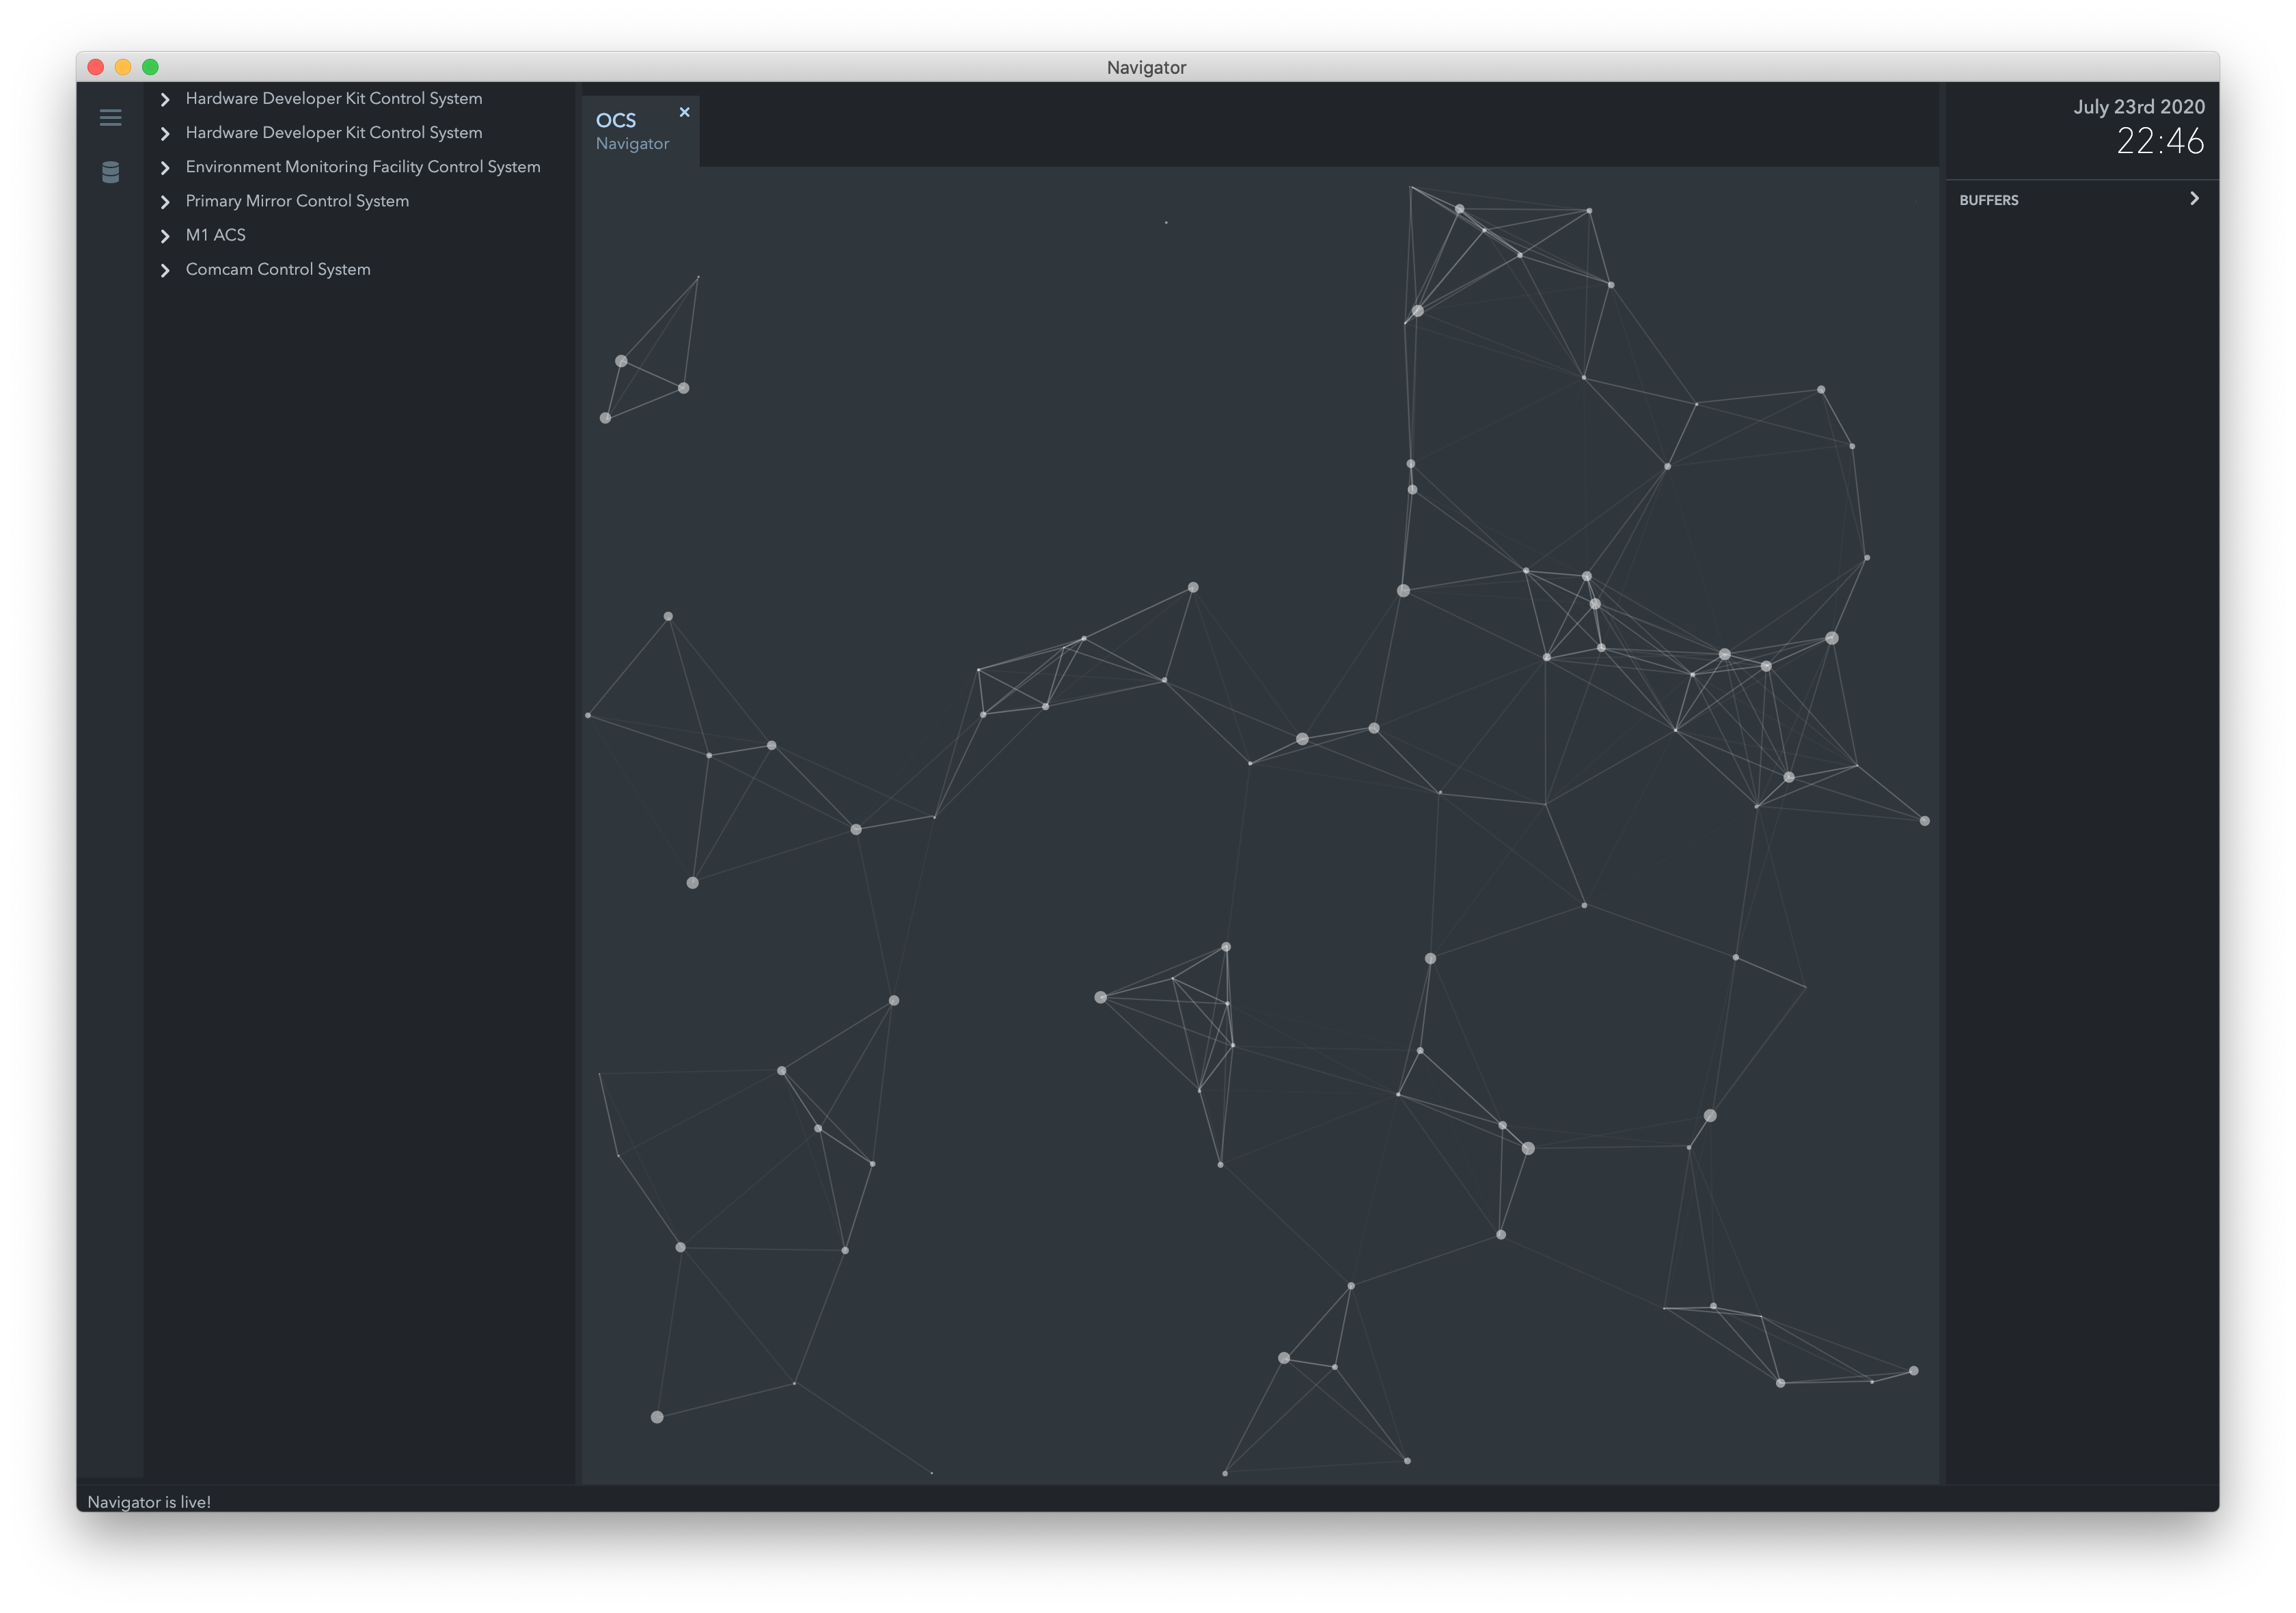 Navigator
Hardware Developer Kit Control System
Hardware Developer Kit Control System
Environment Monitoring Facility Control System
Primary Mirror Control System
M1 ACS
Comcam Control System
OCS
Navigator
July 23rd 2020
22:46
BUFFERS
Navigator is live!